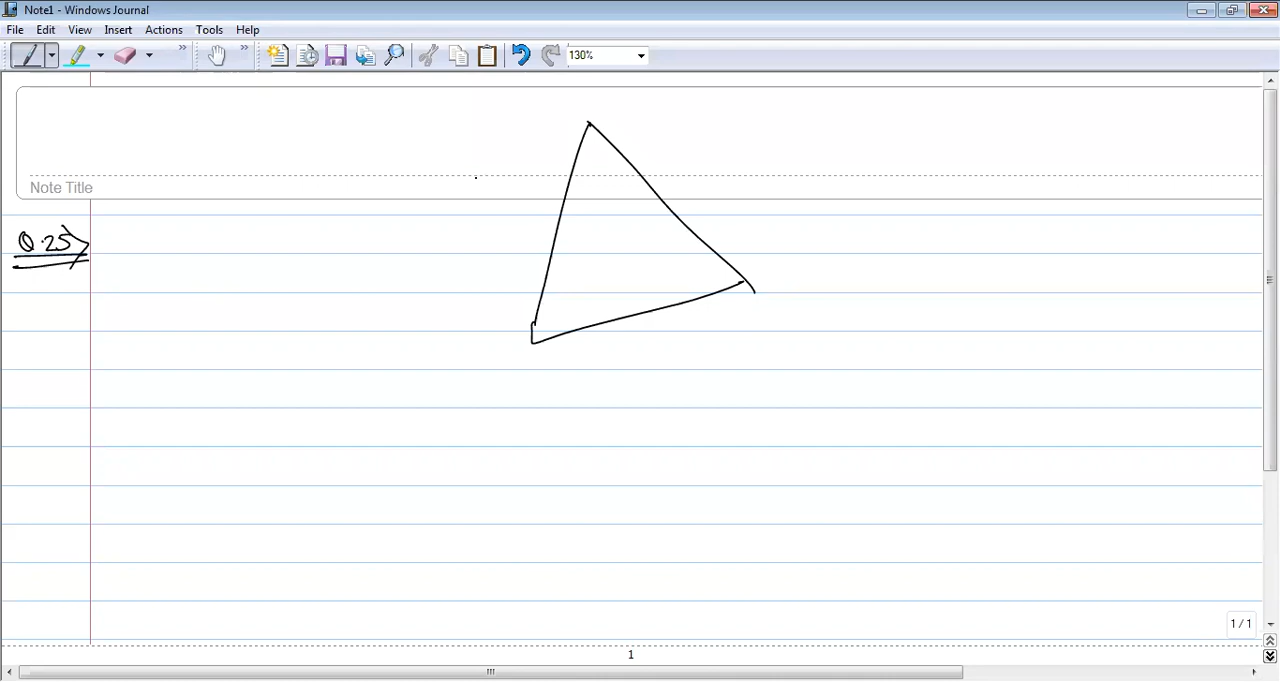 Note1 - Windows Journal
File Edit View Insert Actions Tools Help
130%
Note Title
Q.25
1 / 1
1